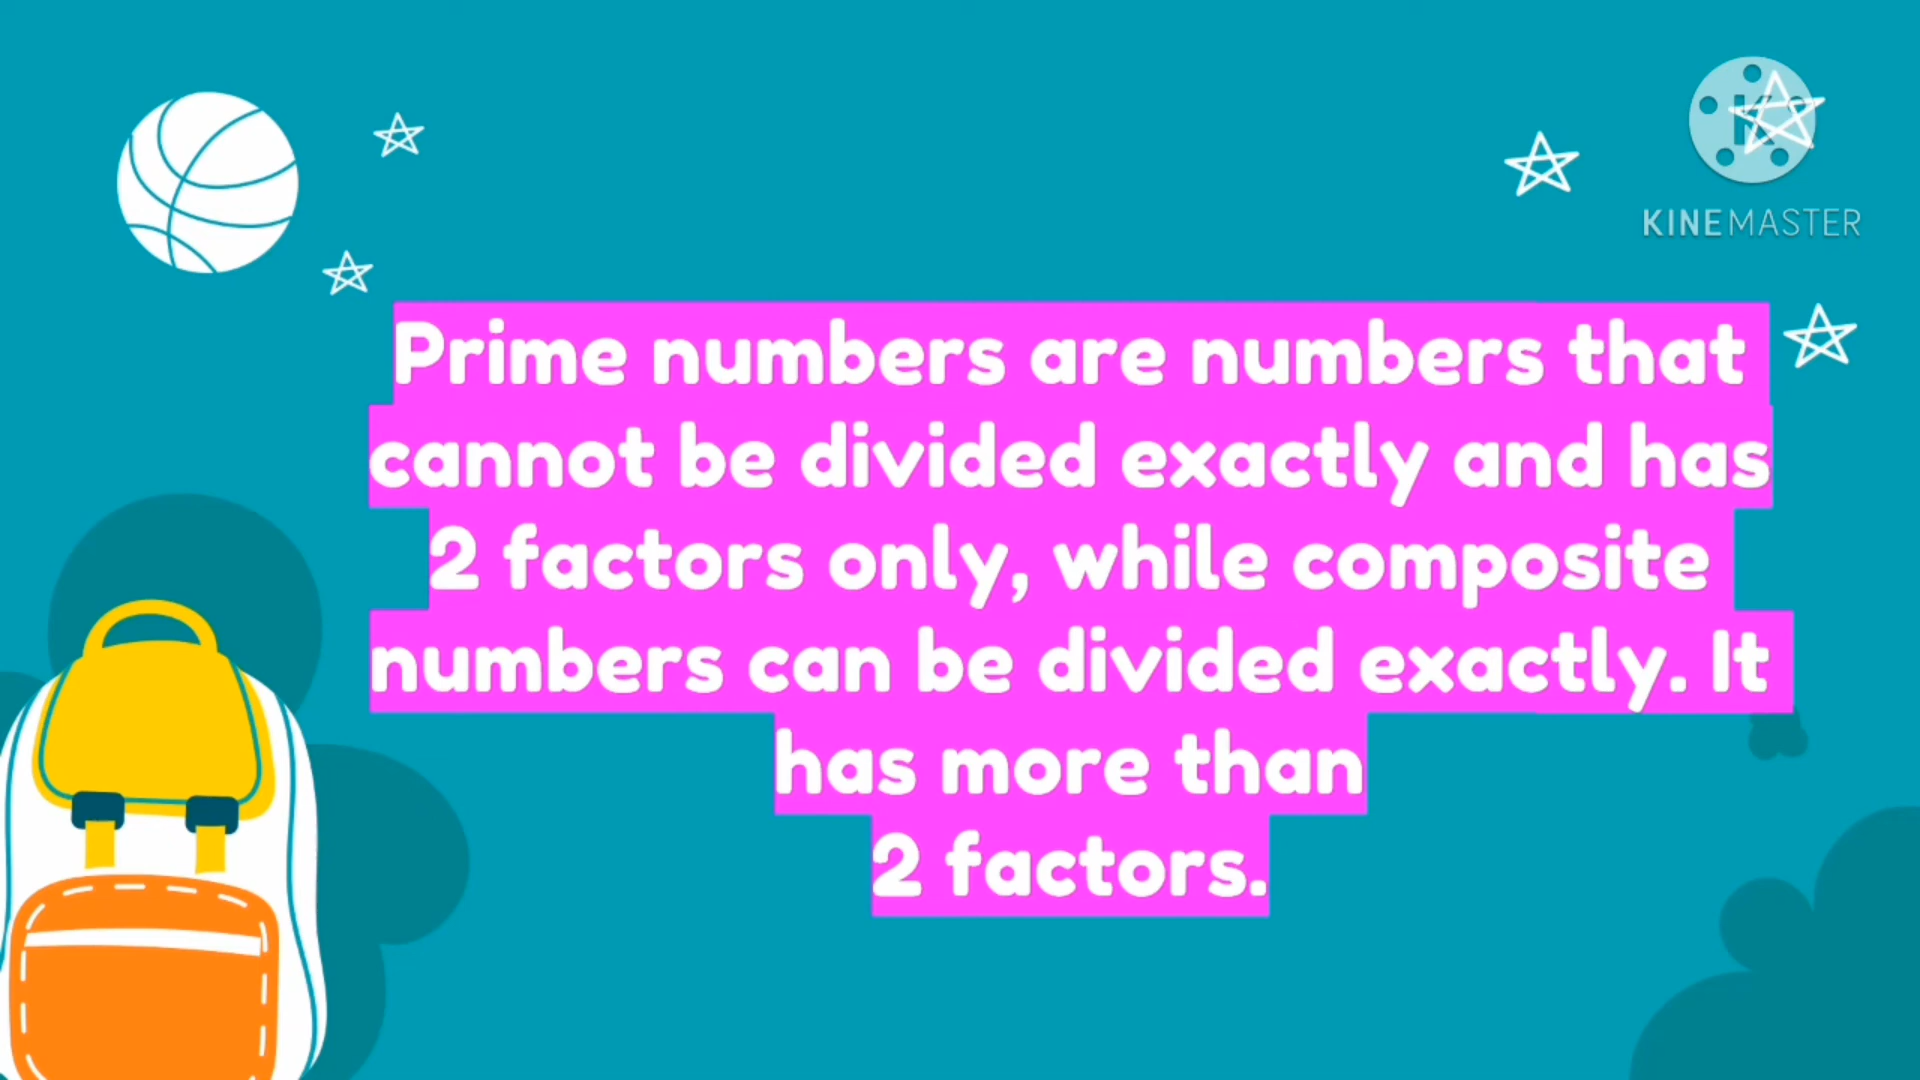 KINEMASTER
Prime numbers are numbers that
cannot be divided exactly and has
2 factors only, while composite
numbers can be divided exactly. It
has more than
2 factors.